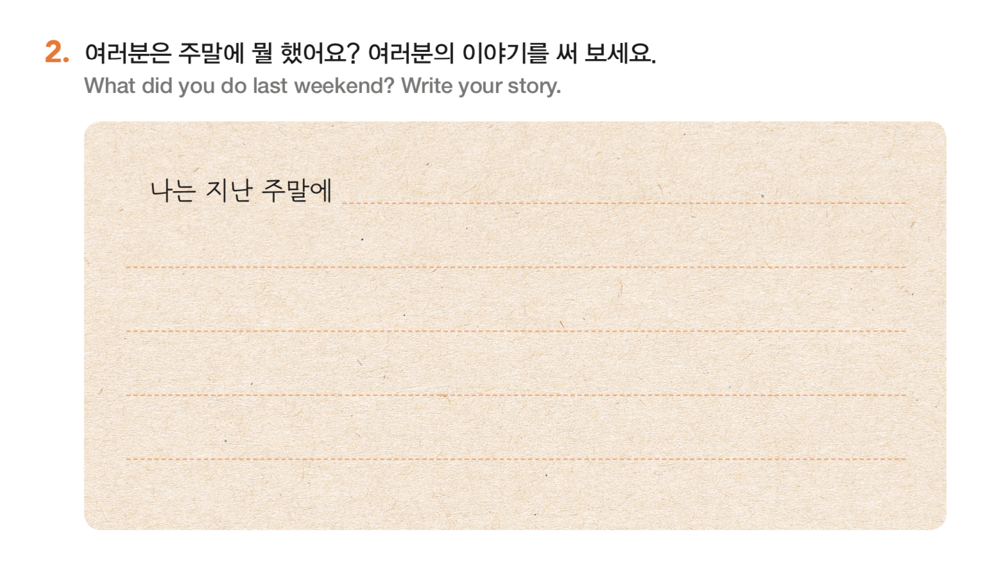 2. 여러분은 주말에 뭘 했어요? 여러분의 이야기를 써 보세요.
What did you do last weekend? Write your story.
나는 지난 주말에